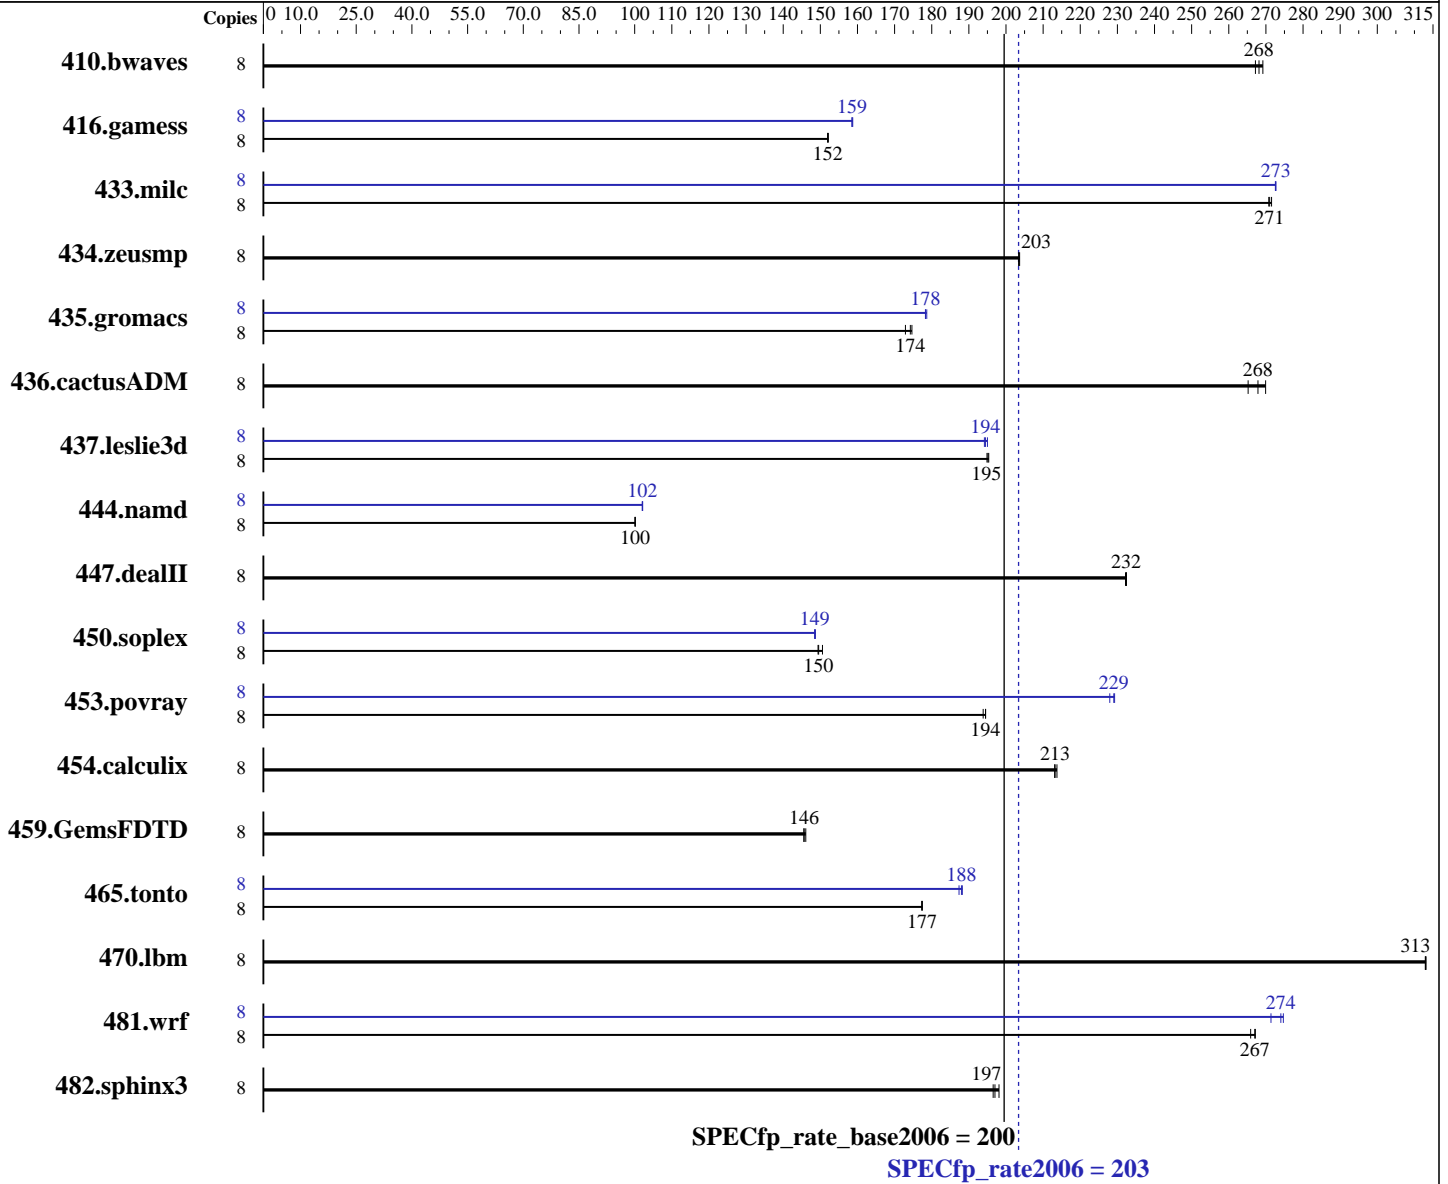 Copies 0 10.0 25.0 40.0 55.0 70.0 85.0 100 110 120 130 140 150 160 170 180 190 200 210 220 230 240 250 260 270 280 290 300 315
410.bwaves 8 268
416.gamess 8 159
8 152
433.milc 8 273
8 271
434.zeusmp 8 203
435.gromacs 8 178
8 174
436.cactusADM 8 268
437.leslie3d 8 194
8 195
444.namd 8 102
8 100
447.dealII 8 232
450.soplex 8 149
8 150
453.povray 8 229
8 194
454.calculix 8 213
459.GemsFDTD 8 146
465.tonto 8 188
8 177
470.lbm 8 313
481.wrf 8 274
8 267
482.sphinx3 8 197
SPECfp_rate_base2006 = 200
SPECfp_rate2006 = 203